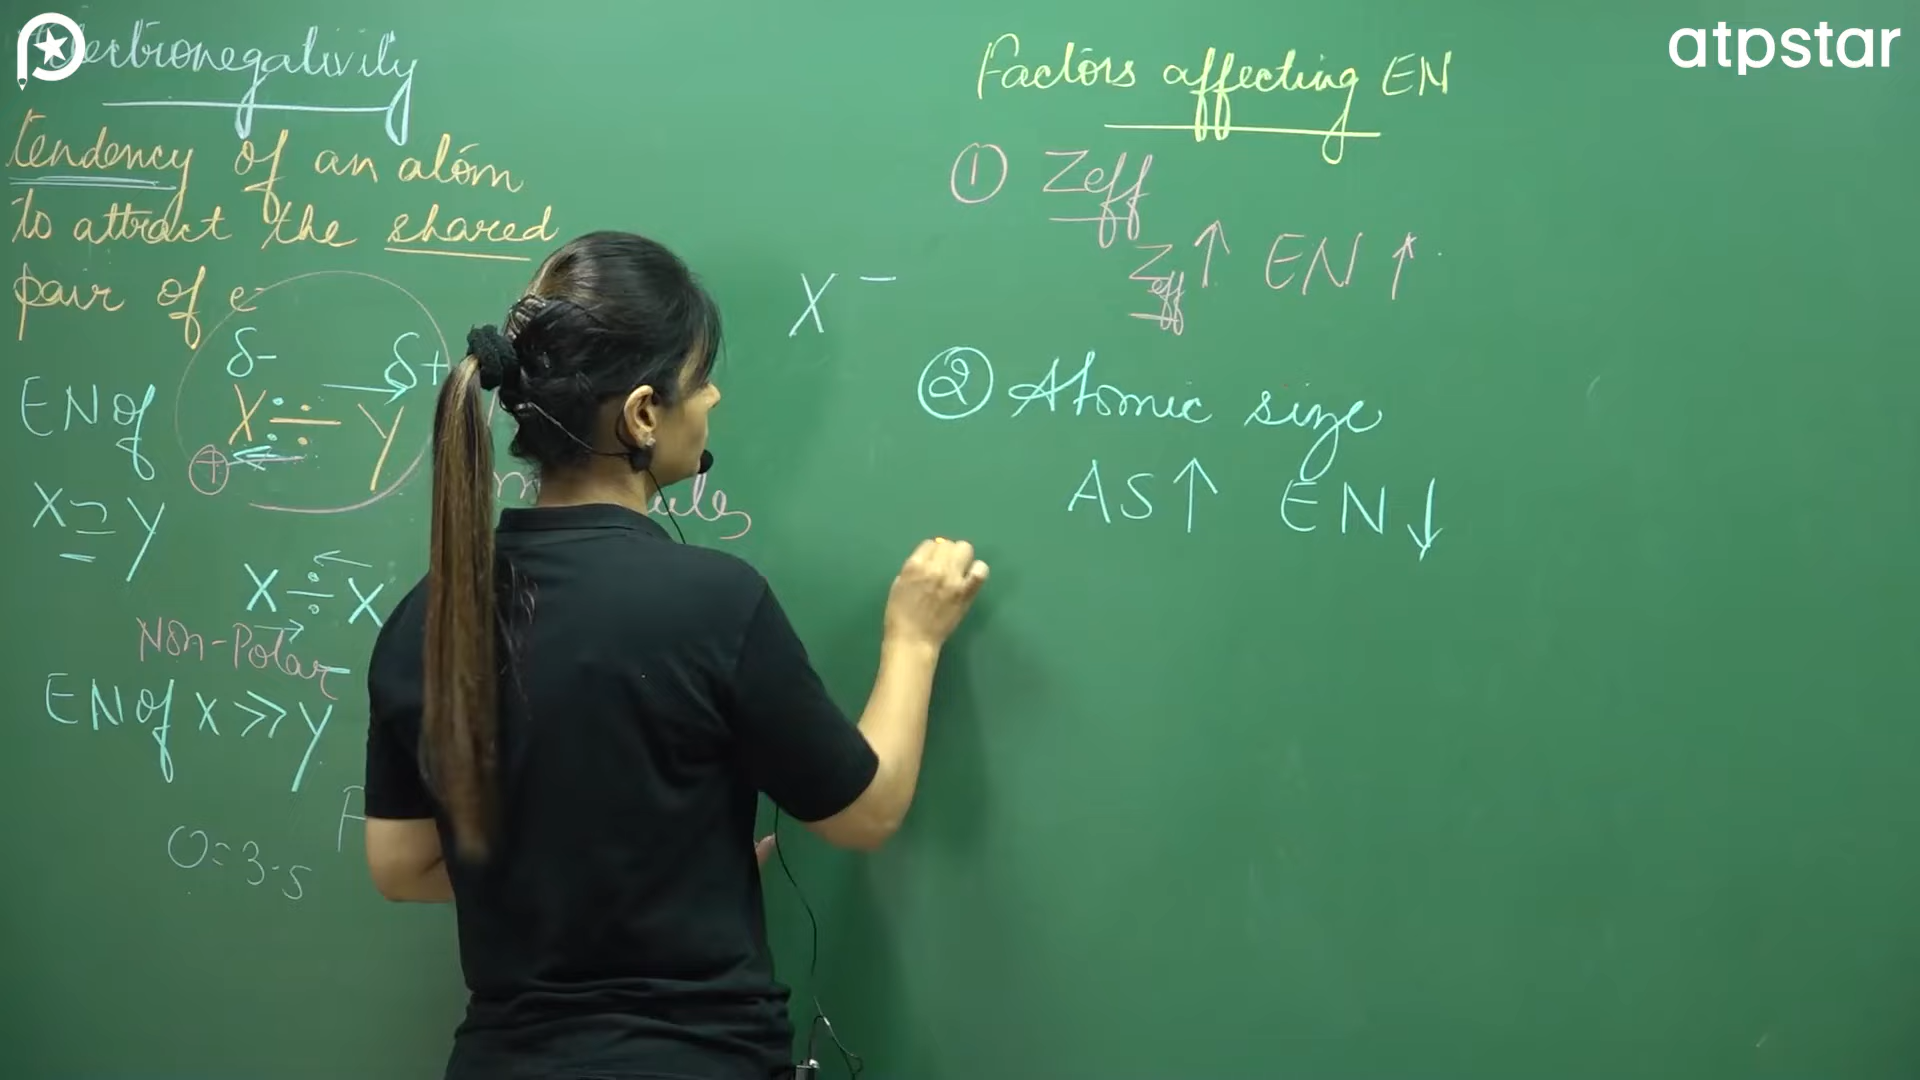 Electronegativity
tendency of an atom
to attract the shared
pair of e-
δ- δ+
EN of X ÷ Y
+
X = Y
X ÷ X
Non-Polar
EN of X >> Y
O = 3.5
X -
Factors affecting EN
① Zeff
Zeff ↑ EN ↑
② Atomic size
AS ↑ EN ↓
atpstar